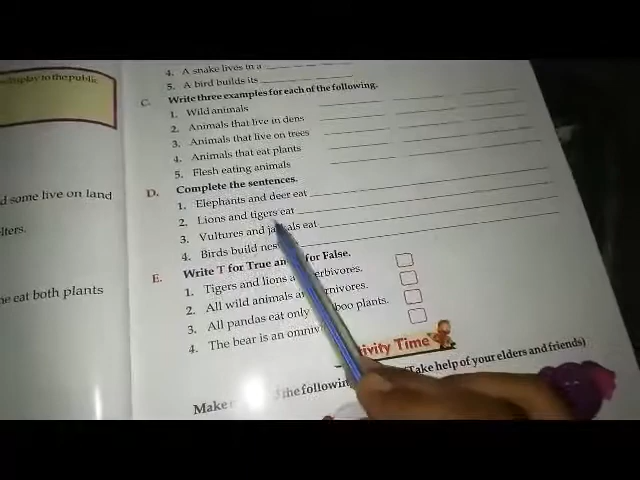 display to the public.
d some live on land
lters.
e eat both plants
4. A snake lives in a
5. A bird builds its
C. Write three examples for each of the following.
1. Wild animals
2. Animals that live in dens
3. Animals that live on trees
4. Animals that eat plants
5. Flesh eating animals
D. Complete the sentences.
1. Elephants and deer eat
2. Lions and tigers eat
3. Vultures and jackals eat
4. Birds build
E. Write T for True for False.
1. Tigers and lions erbivores.
2. All wild animals rnivores.
3. All pandas eat only boo plants.
4. The bear is an omni
ivity Time
Make the following (Take help of your elders and friends)